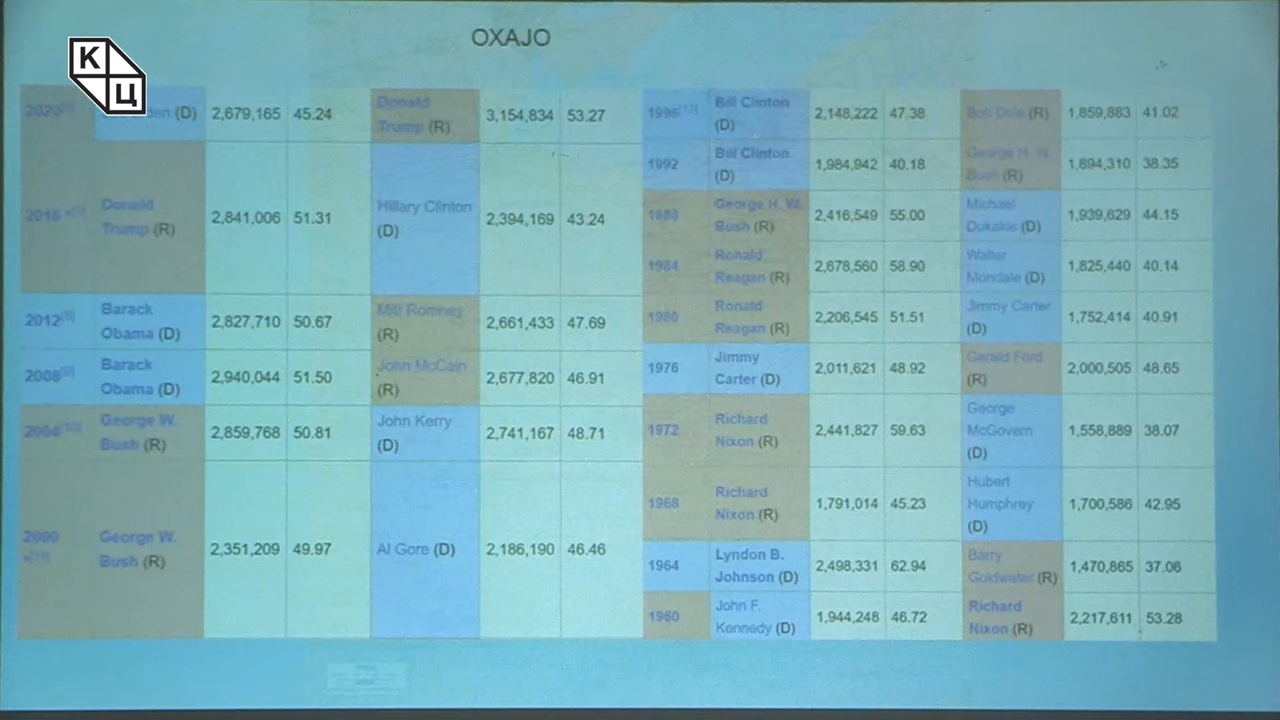 ОХАЈО
К
Ц
2020
en (D) 2,679,165 45.24 Donald
Trump (R) 3,154,834 53.27
2016 Donald
Trump (R) 2,841,006 51.31 Hillary Clinton
(D) 2,394,169 43.24
2012[8] Barack
Obama (D) 2,827,710 50.67 Mitt Romney
(R) 2,661,433 47.69
2008[9] Barack
Obama (D) 2,940,044 51.50 John McCain
(R) 2,677,820 46.91
2004[10] George W.
Bush (R) 2,859,768 50.81 John Kerry
(D) 2,741,167 48.71
2000
[11] George W.
Bush (R) 2,351,209 49.97 Al Gore (D) 2,186,190 46.46
1996[12] Bill Clinton
(D) 2,148,222 47.38 Bob Dole (R) 1,859,883 41.02
1992 Bill Clinton
(D) 1,984,942 40.18 George H. W.
Bush (R) 1,894,310 38.35
1988 George H. W.
Bush (R) 2,416,549 55.00 Michael
Dukakis (D) 1,939,629 44.15
1984 Ronald
Reagan (R) 2,678,560 58.90 Walter
Mondale (D) 1,825,440 40.14
1980 Ronald
Reagan (R) 2,206,545 51.51 Jimmy Carter
(D) 1,752,414 40.91
1976 Jimmy
Carter (D) 2,011,621 48.92 Gerald Ford
(R) 2,000,505 48.65
1972 Richard
Nixon (R) 2,441,827 59.63 George
McGovern
(D) 1,558,889 38.07
1968 Richard
Nixon (R) 1,791,014 45.23 Hubert
Humphrey
(D) 1,700,586 42.95
1964 Lyndon B.
Johnson (D) 2,498,331 62.94 Barry
Goldwater (R) 1,470,865 37.06
1960 John F.
Kennedy (D) 1,944,248 46.72 Richard
Nixon (R) 2,217,611 53.28